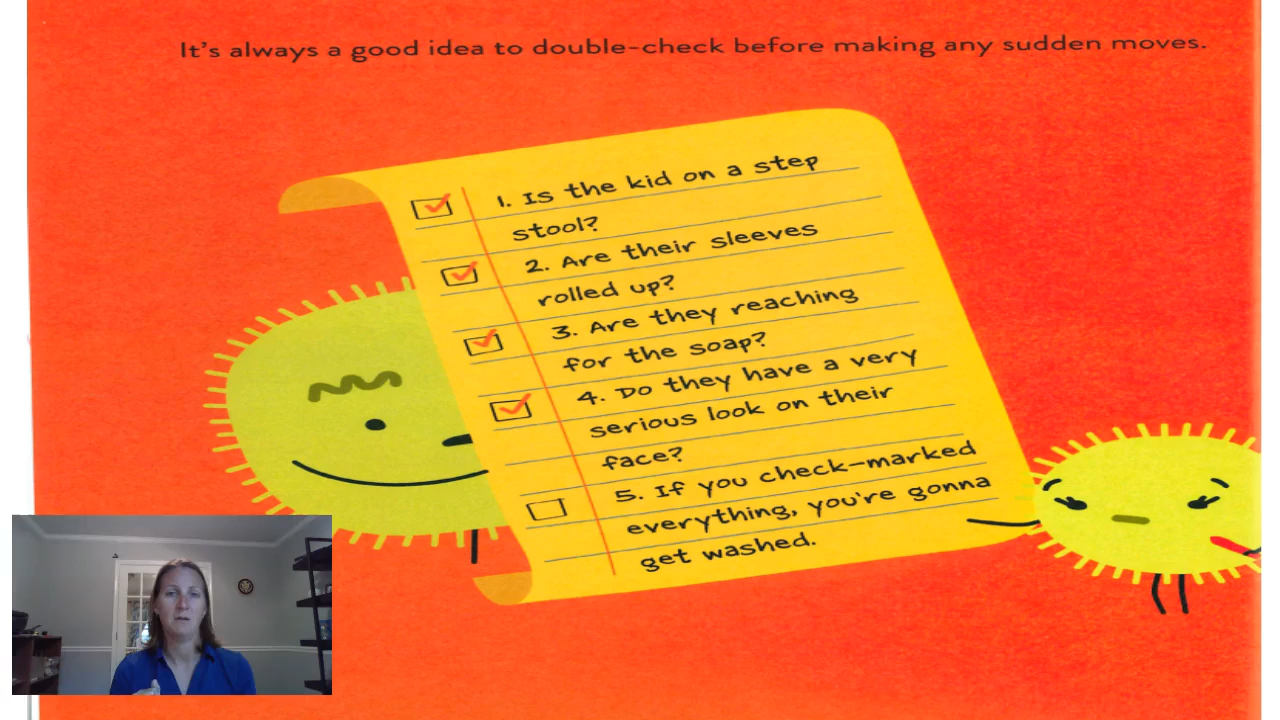 It's always a good idea to double-check before making any sudden moves.
1. Is the kid on a step
stool?
2. Are their sleeves
rolled up?
3. Are they reaching
for the soap?
4. Do they have a very
serious look on their
face?
5. If you check-marked
everything, you're gonna
get washed.